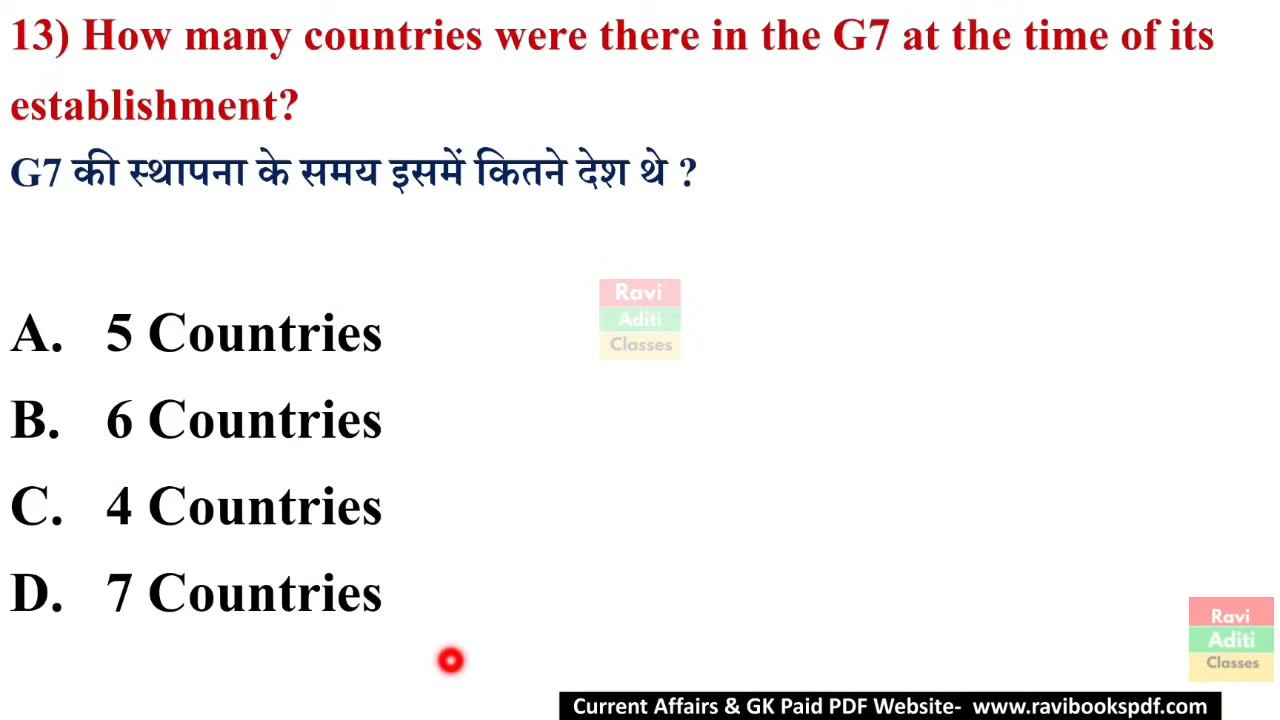 13) How many countries were there in the G7 at the time of its
establishment?
G7 की स्थापना के समय इसमें कितने देश थे ?
Ravi
Aditi
Classes
A. 5 Countries
B. 6 Countries
C. 4 Countries
D. 7 Countries
Ravi
Aditi
Classes
Current Affairs & GK Paid PDF Website- www.ravibookspdf.com